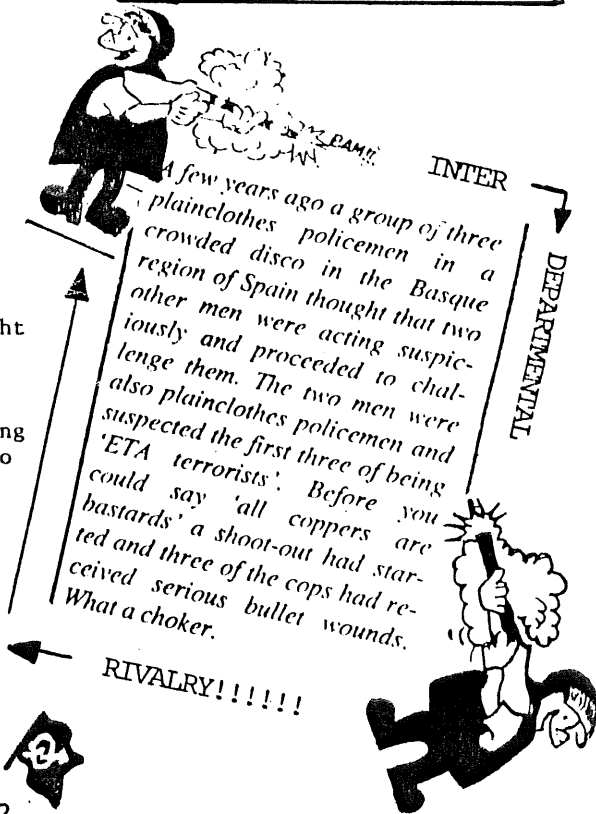 BAM!!
INTER
DEPARTMENTAL
RIVALRY!!!!!!
A few years ago a group of three
plainclothes policemen in a
crowded disco in the Basque
region of Spain thought that two
other men were acting suspic-
iously and proceeded to chal-
lenge them. The two men were
also plainclothes policemen and
suspected the first three of being
'ETA terrorists'. Before you
could say 'all coppers are
bastards' a shoot-out had star-
ted and three of the cops had re-
ceived serious bullet wounds.
What a choker.
ht
ng
o